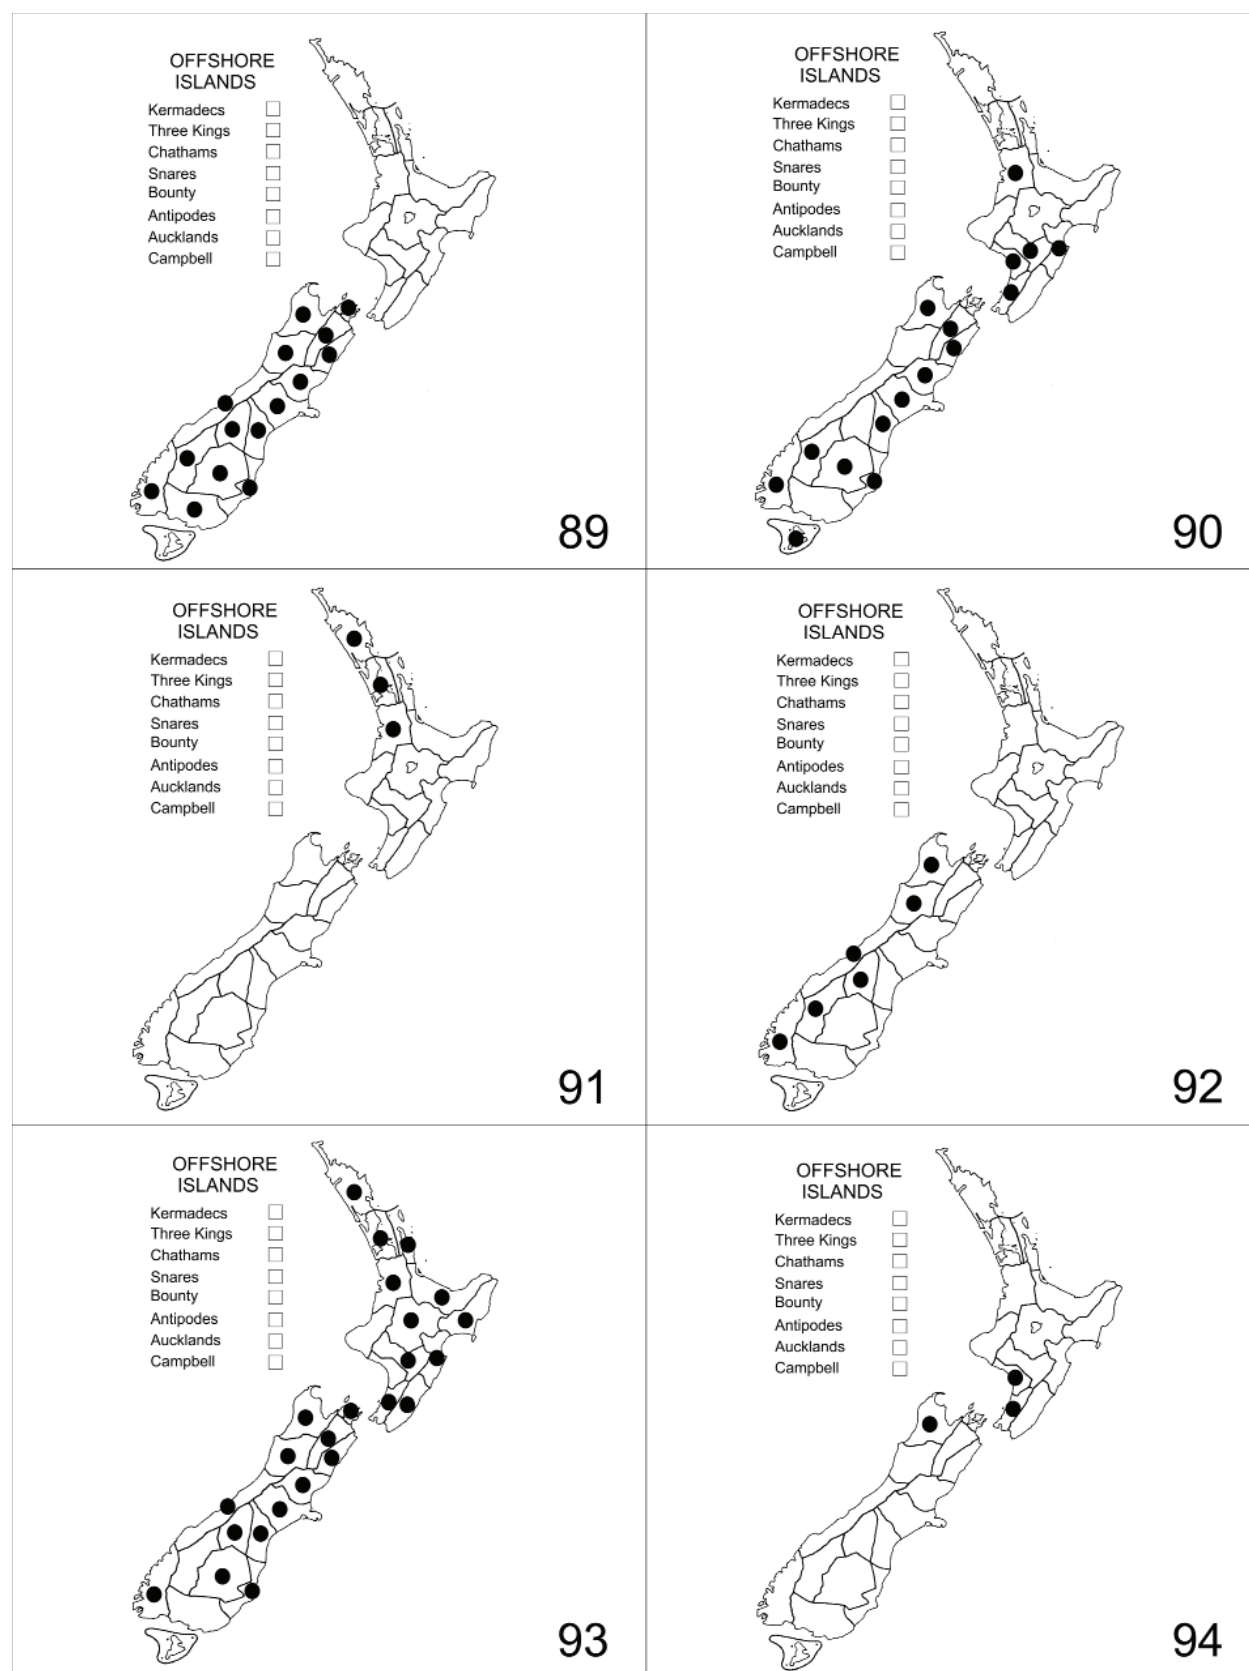 OFFSHORE
ISLANDS
Kermadecs
Three Kings
Chathams
Snares
Bounty
Antipodes
Aucklands
Campbell
89
OFFSHORE
ISLANDS
Kermadecs
Three Kings
Chathams
Snares
Bounty
Antipodes
Aucklands
Campbell
90
OFFSHORE
ISLANDS
Kermadecs
Three Kings
Chathams
Snares
Bounty
Antipodes
Aucklands
Campbell
91
OFFSHORE
ISLANDS
Kermadecs
Three Kings
Chathams
Snares
Bounty
Antipodes
Aucklands
Campbell
92
OFFSHORE
ISLANDS
Kermadecs
Three Kings
Chathams
Snares
Bounty
Antipodes
Aucklands
Campbell
93
OFFSHORE
ISLANDS
Kermadecs
Three Kings
Chathams
Snares
Bounty
Antipodes
Aucklands
Campbell
94